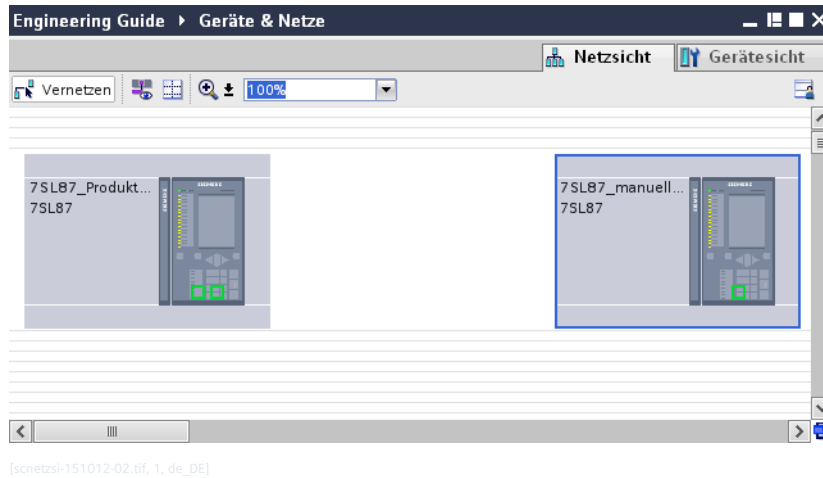 Engineering Guide ▸ Geräte & Netze
Netzsicht
Gerätesicht
Vernetzen
100%
7SL87_Produkt...
7SL87
SIEMENS
7SL87_manuell...
7SL87
SIEMENS
[scnetzsi-151012-02.tif, 1, de_DE]